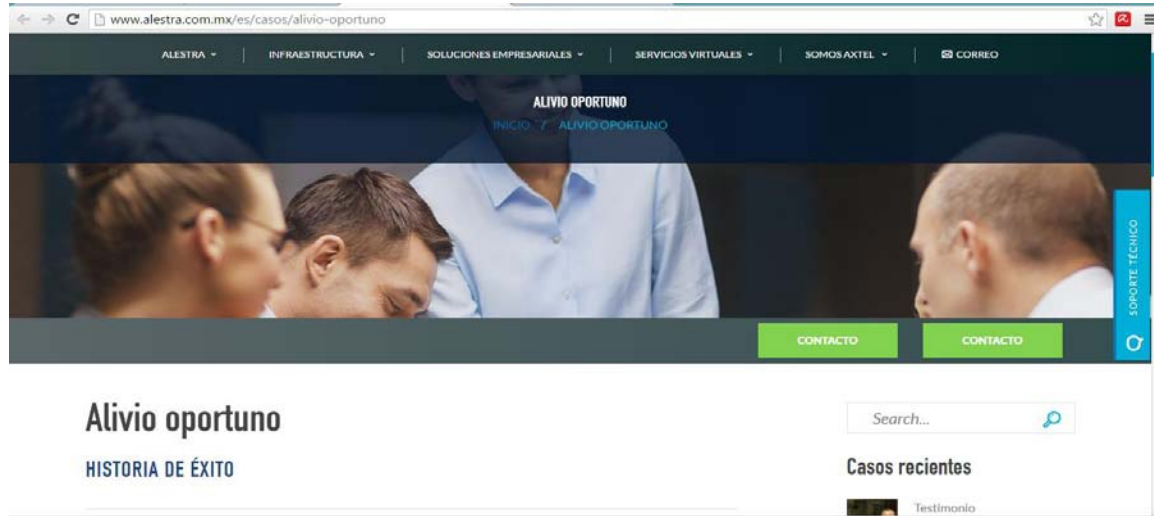 www.alestra.com.mx/es/casos/alivio-oportuno
ALESTRA INFRAESTRUCTURA SOLUCIONES EMPRESARIALES SERVICIOS VIRTUALES SOMOS AXTEL CORREO
ALIVIO OPORTUNO
INICIO / ALIVIO OPORTUNO
SOPORTE TÉCNICO
CONTACTO CONTACTO
Alivio oportuno
Search...
HISTORIA DE ÉXITO
Casos recientes
Testimonio